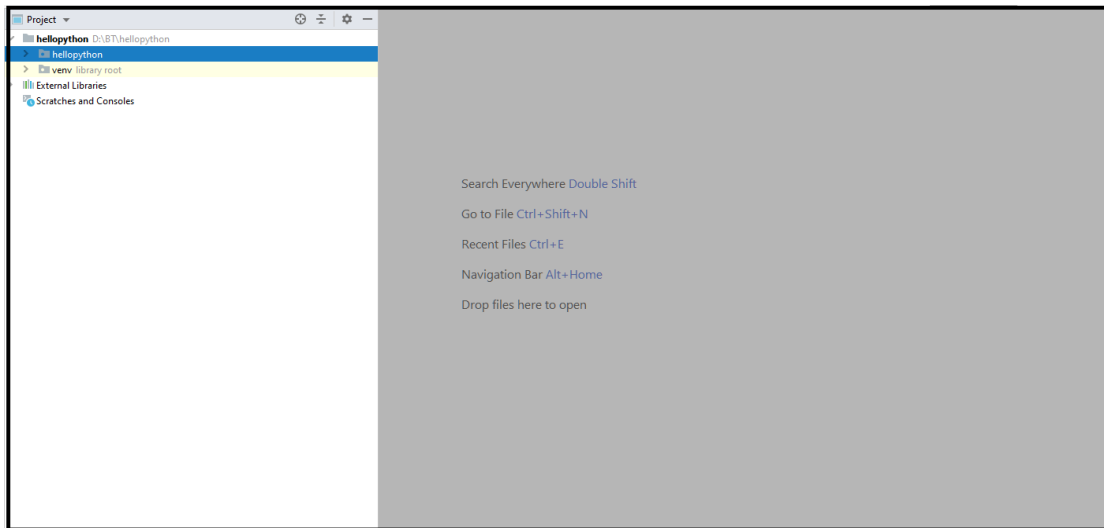 Project
hellopython D:\BT\hellopython
hellopython
venv library root
External Libraries
Scratches and Consoles
Search Everywhere Double Shift
Go to File Ctrl+Shift+N
Recent Files Ctrl+E
Navigation Bar Alt+Home
Drop files here to open